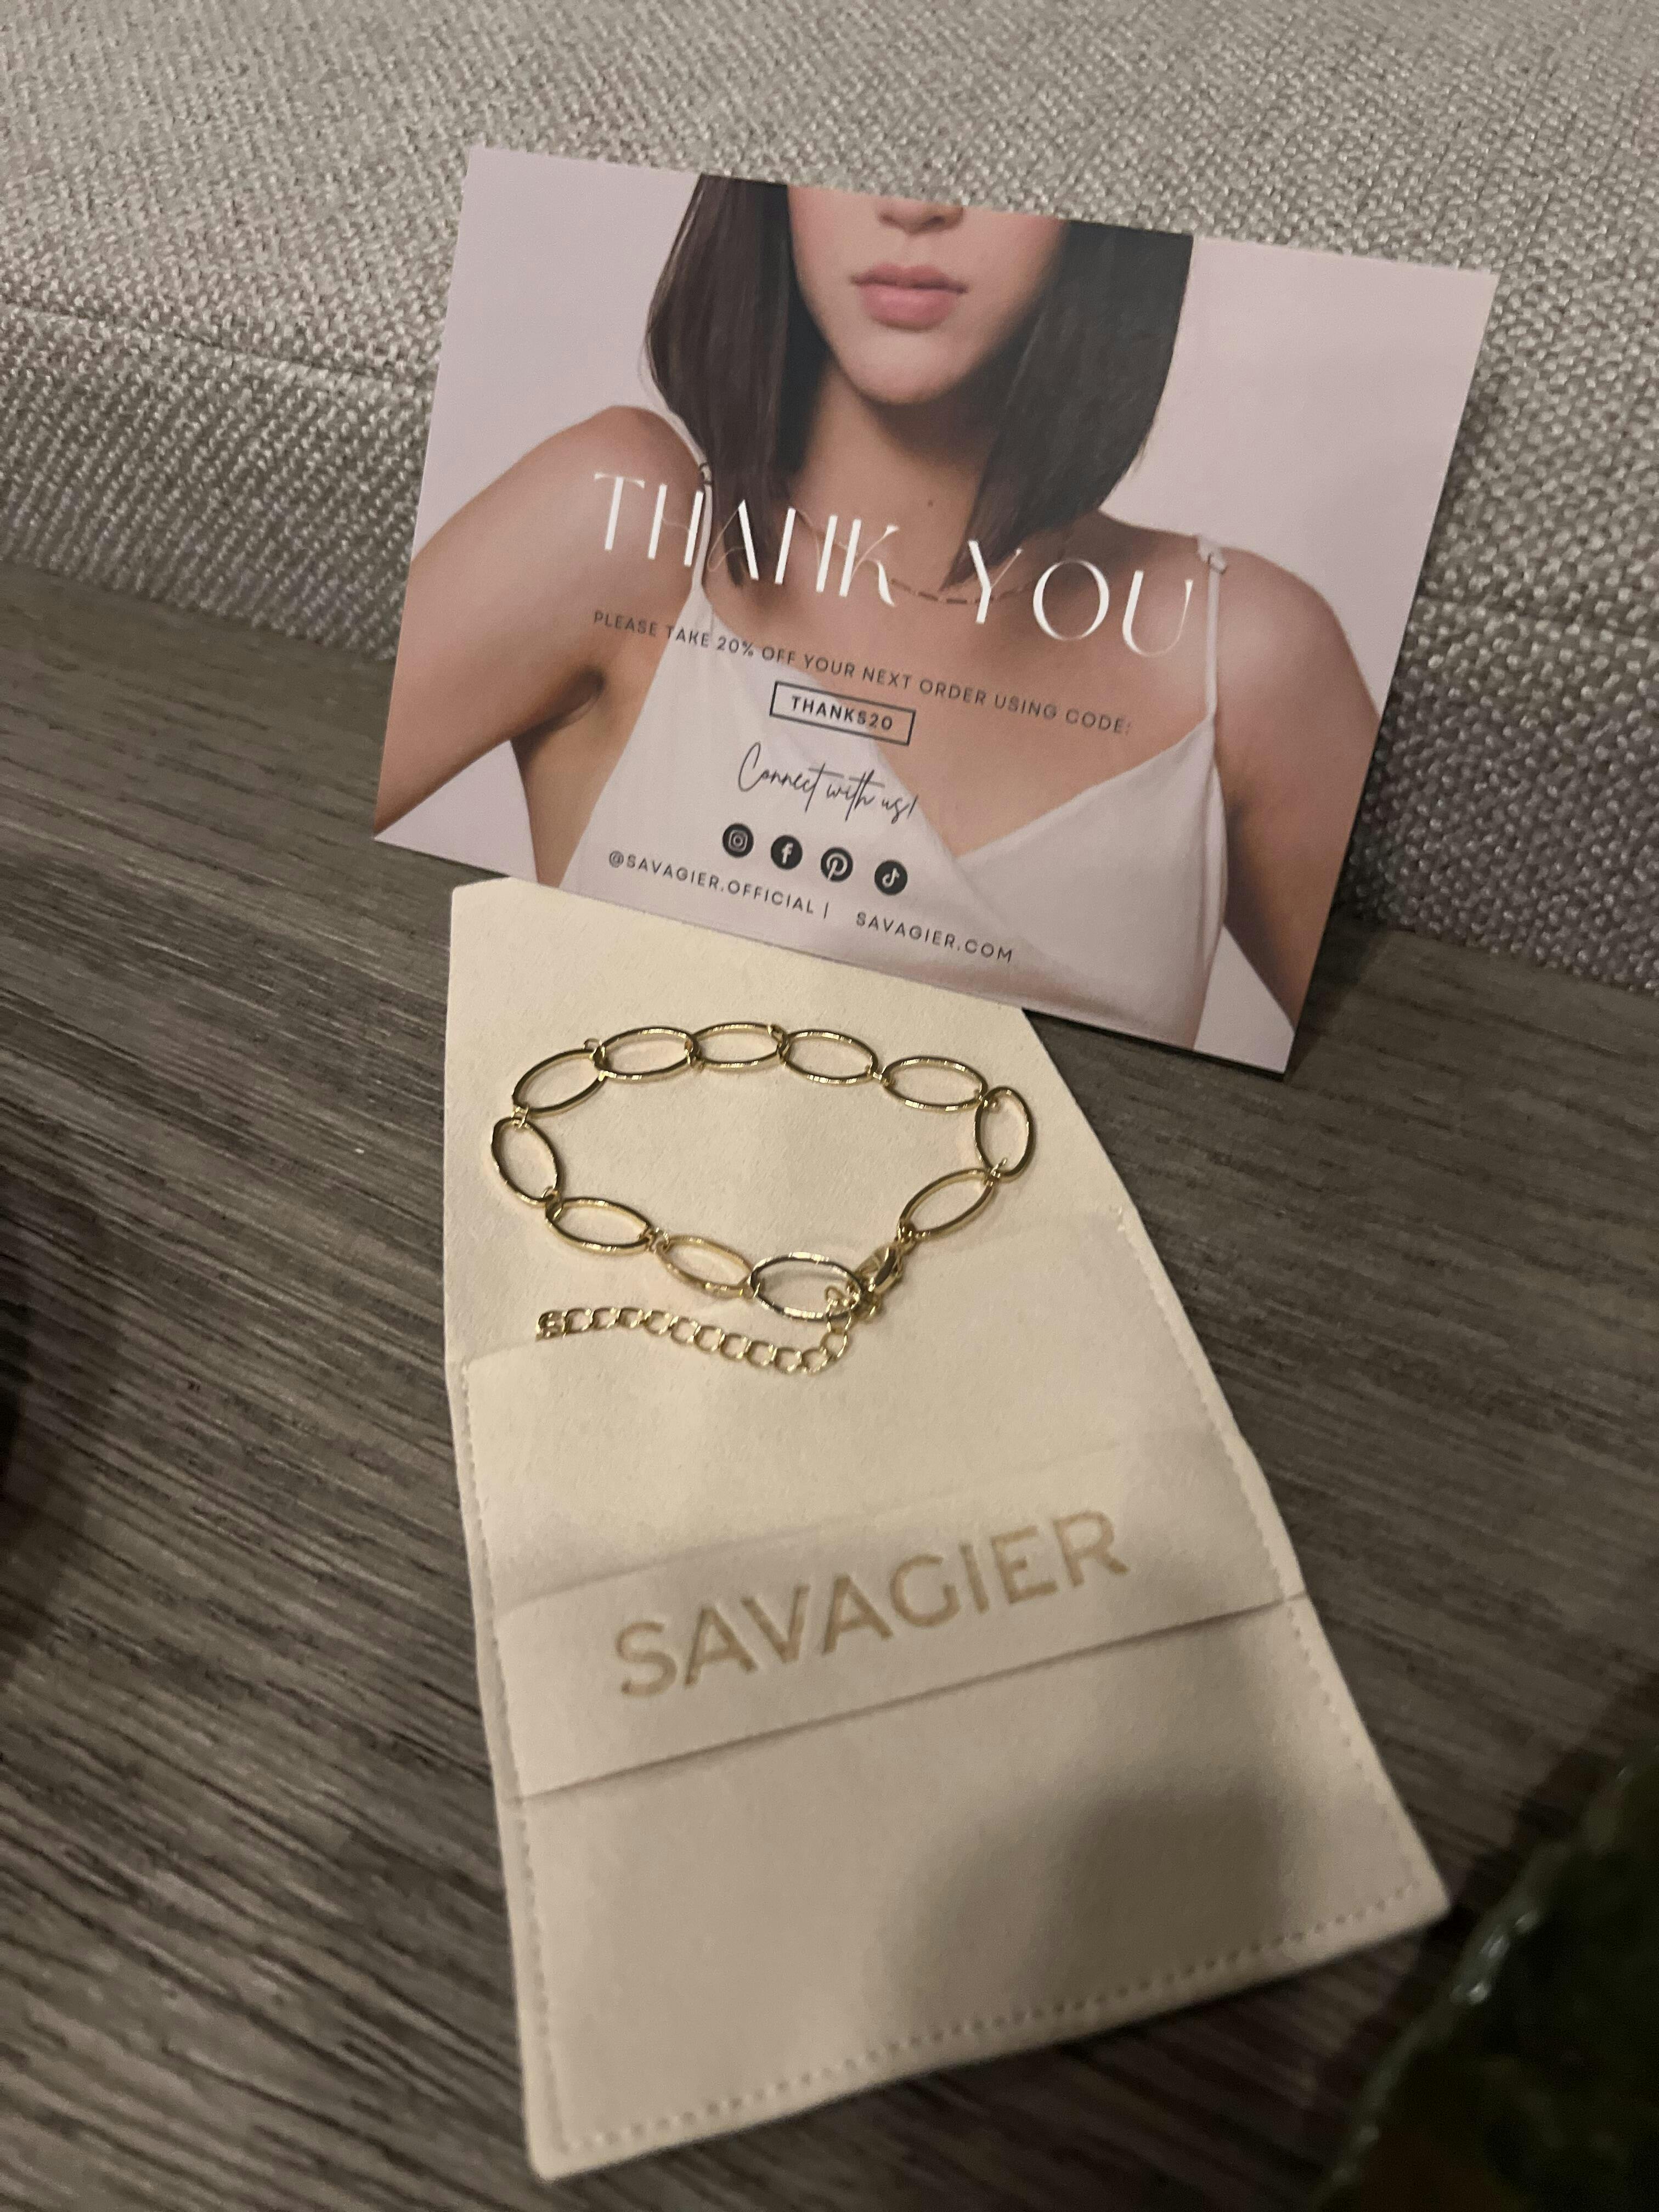 THANK YOU
PLEASE TAKE 20% OFF YOUR NEXT ORDER USING CODE:
THANKS20
Connect with us!
@SAVAGIER.OFFICIAL | SAVAGIER.COM
SAVAGIER